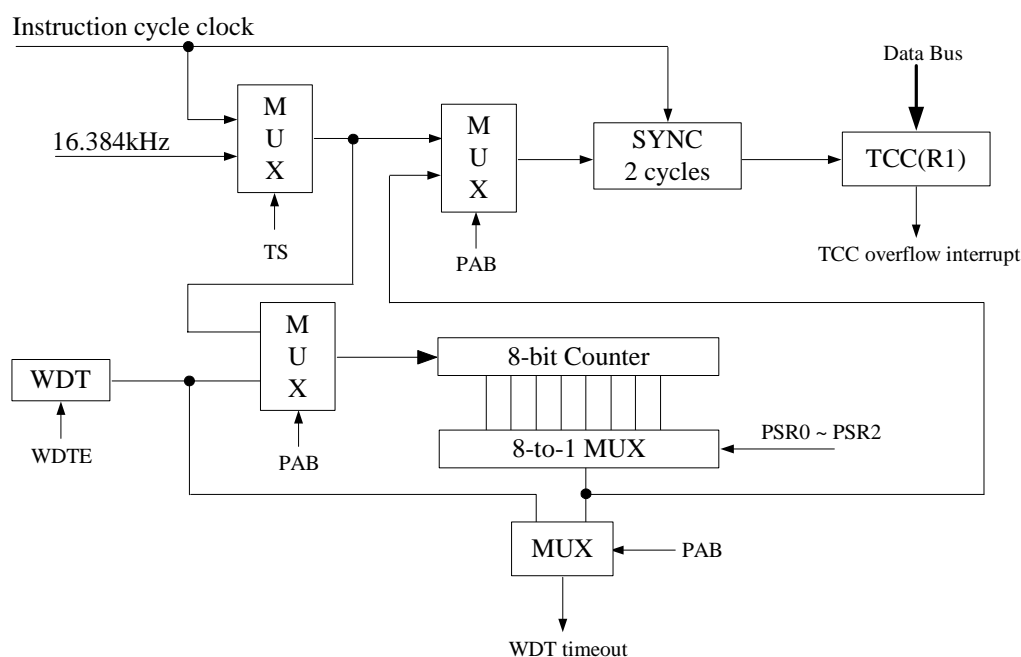 Instruction cycle clock
Data Bus
M
U
X
M
U
X
16.384kHz
SYNC
2 cycles
TCC(R1)
TS
PAB
TCC overflow interrupt
M
U
X
8-bit Counter
WDT
WDTE
PAB
8-to-1 MUX
PSR0 ~ PSR2
MUX
PAB
WDT timeout